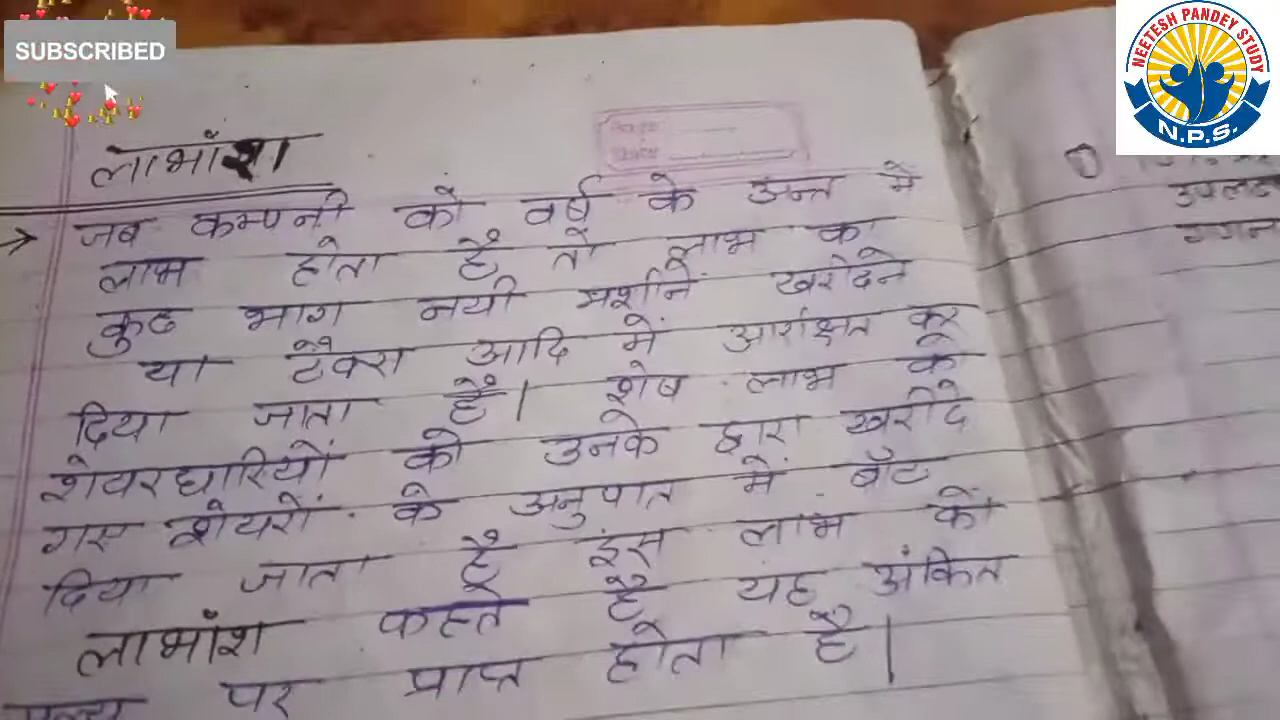 SUBSCRIBED
NEETESH PANDEY STUDY
N.P.S.
लाभाँश
→ जब कम्पनी को वर्ष के अन्त में
लाभ होता है तो लाभ का
कुछ भाग नयी मशीने खरीदने
या टैक्स आदि में आरक्षित कर
दिया जाता है। शेष लाभ को
शेयरधारियों को उनके द्वारा खरीदे
गए शेयरों के अनुपात में बाँट
दिया जाता है इस लाभ को
लाभाँश कहते है यह अंकित
पर प्राप्त होता है।